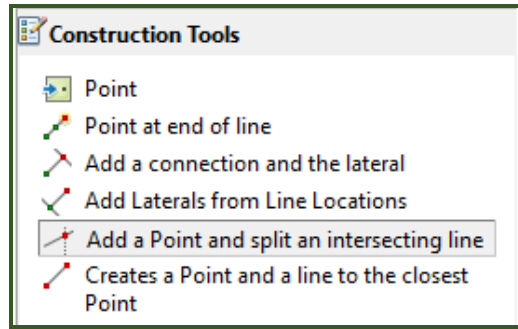 Construction Tools
Point
Point at end of line
Add a connection and the lateral
Add Laterals from Line Locations
Add a Point and split an intersecting line
Creates a Point and a line to the closest
Point